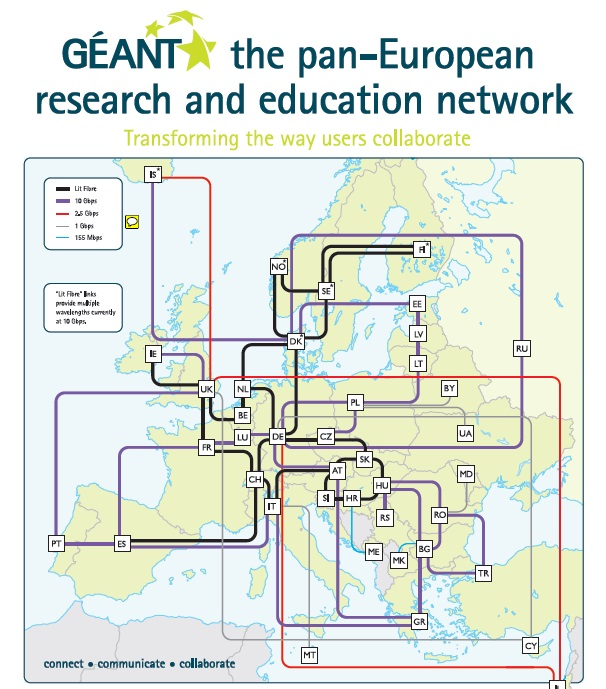 GÉANT the pan-European
research and education network
Transforming the way users collaborate
Lit Fibre
10 Gbps
2.5 Gbps
1 Gbps
155 Mbps
"Lit Fibre" links
provide multiple
wavelengths currently
at 10 Gbps.
IS*
NO*
FI*
SE*
EE
LV
DK*
RU
IE
LT
UK
NL
PL
BY
BE
LU
DE
CZ
UA
FR
SK
AT
MD
CH
HU
IT
SI
HR
RS
RO
PT
ES
ME
MK
BG
TR
GR
CY
MT
IL
connect • communicate • collaborate